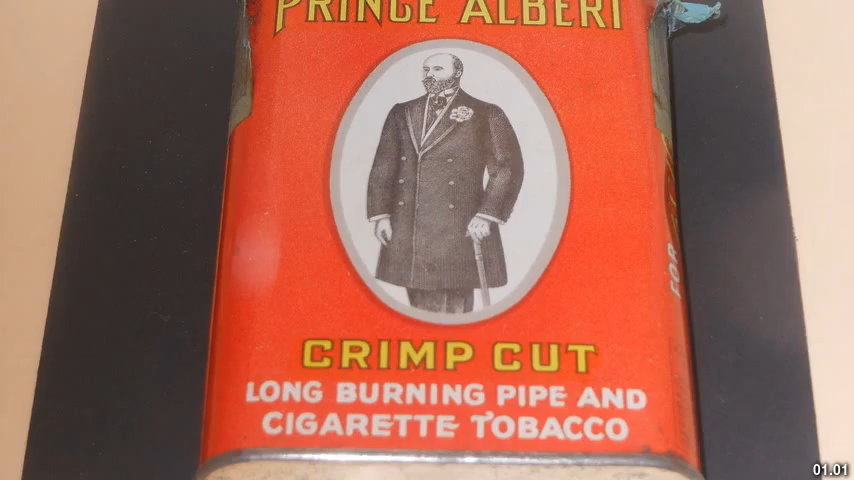 PRINCE ALBERT
CRIMP CUT
LONG BURNING PIPE AND
CIGARETTE TOBACCO
FOR
01.01